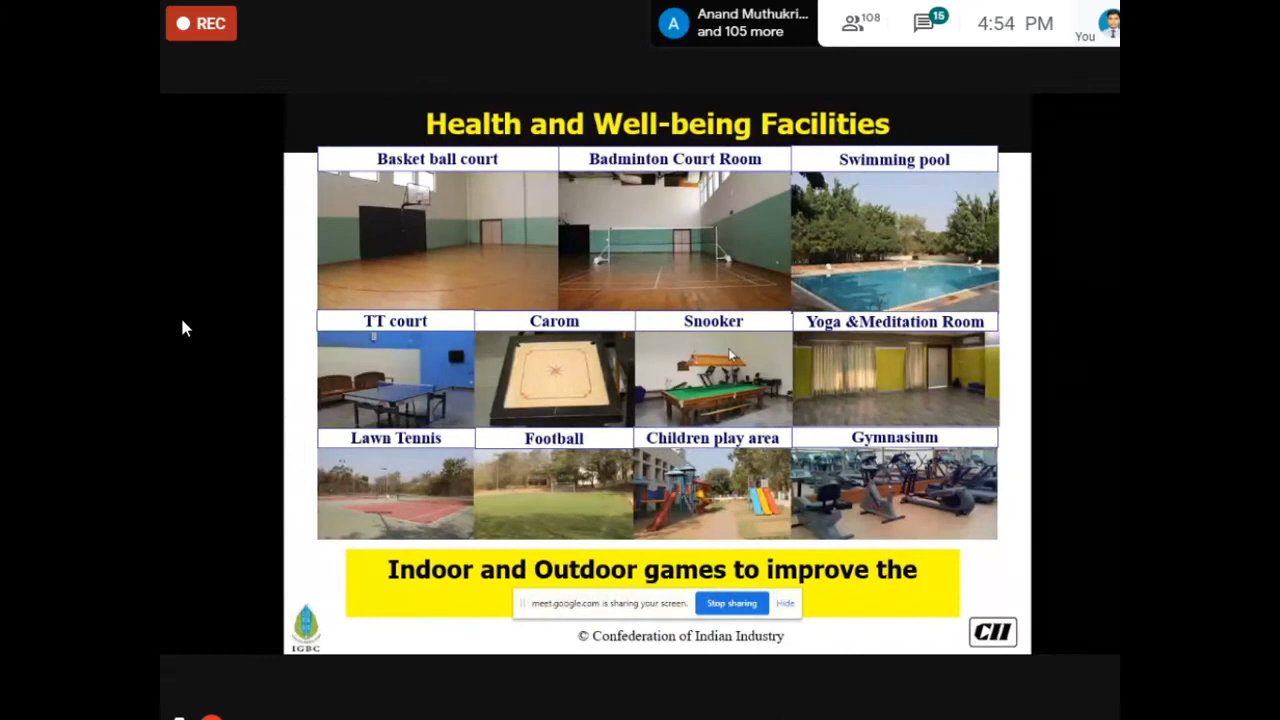 REC
A
Anand Muthukri...
and 105 more
108
15
4:54 PM
You
Health and Well-being Facilities
Basket ball court
Badminton Court Room
Swimming pool
TT court
Carom
Snooker
Yoga &Meditation Room
Lawn Tennis
Football
Children play area
Gymnasium
Indoor and Outdoor games to improve the
meet.google.com is sharing your screen.
Stop sharing
Hide
© Confederation of Indian Industry
IGBC
CII